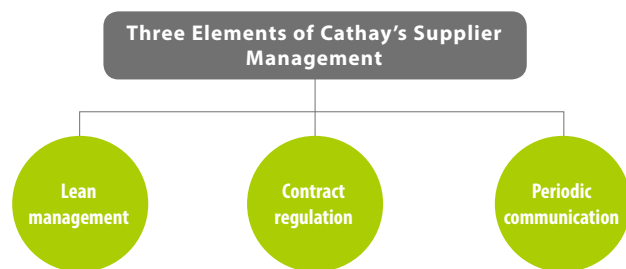 Three Elements of Cathay's Supplier
Management
Lean
management
Contract
regulation
Periodic
communication